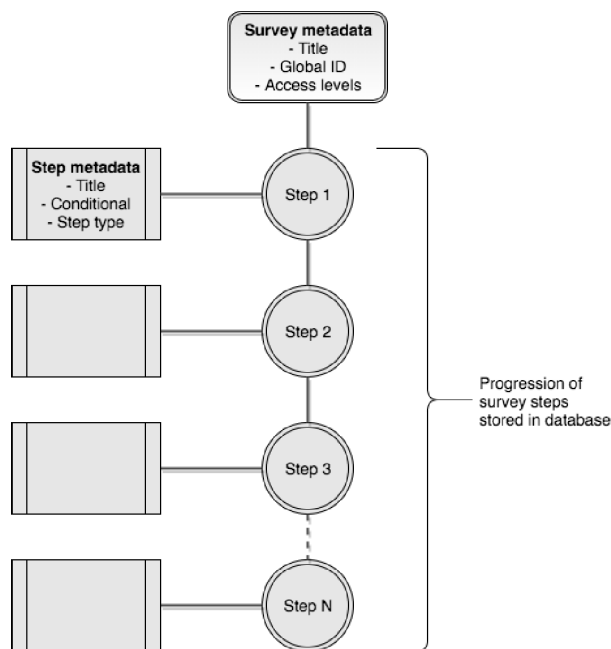 Survey metadata
- Title
- Global ID
- Access levels
Step metadata
- Title
- Conditional
- Step type
Step 1
Step 2
Step 3
Step N
Progression of
survey steps
stored in database